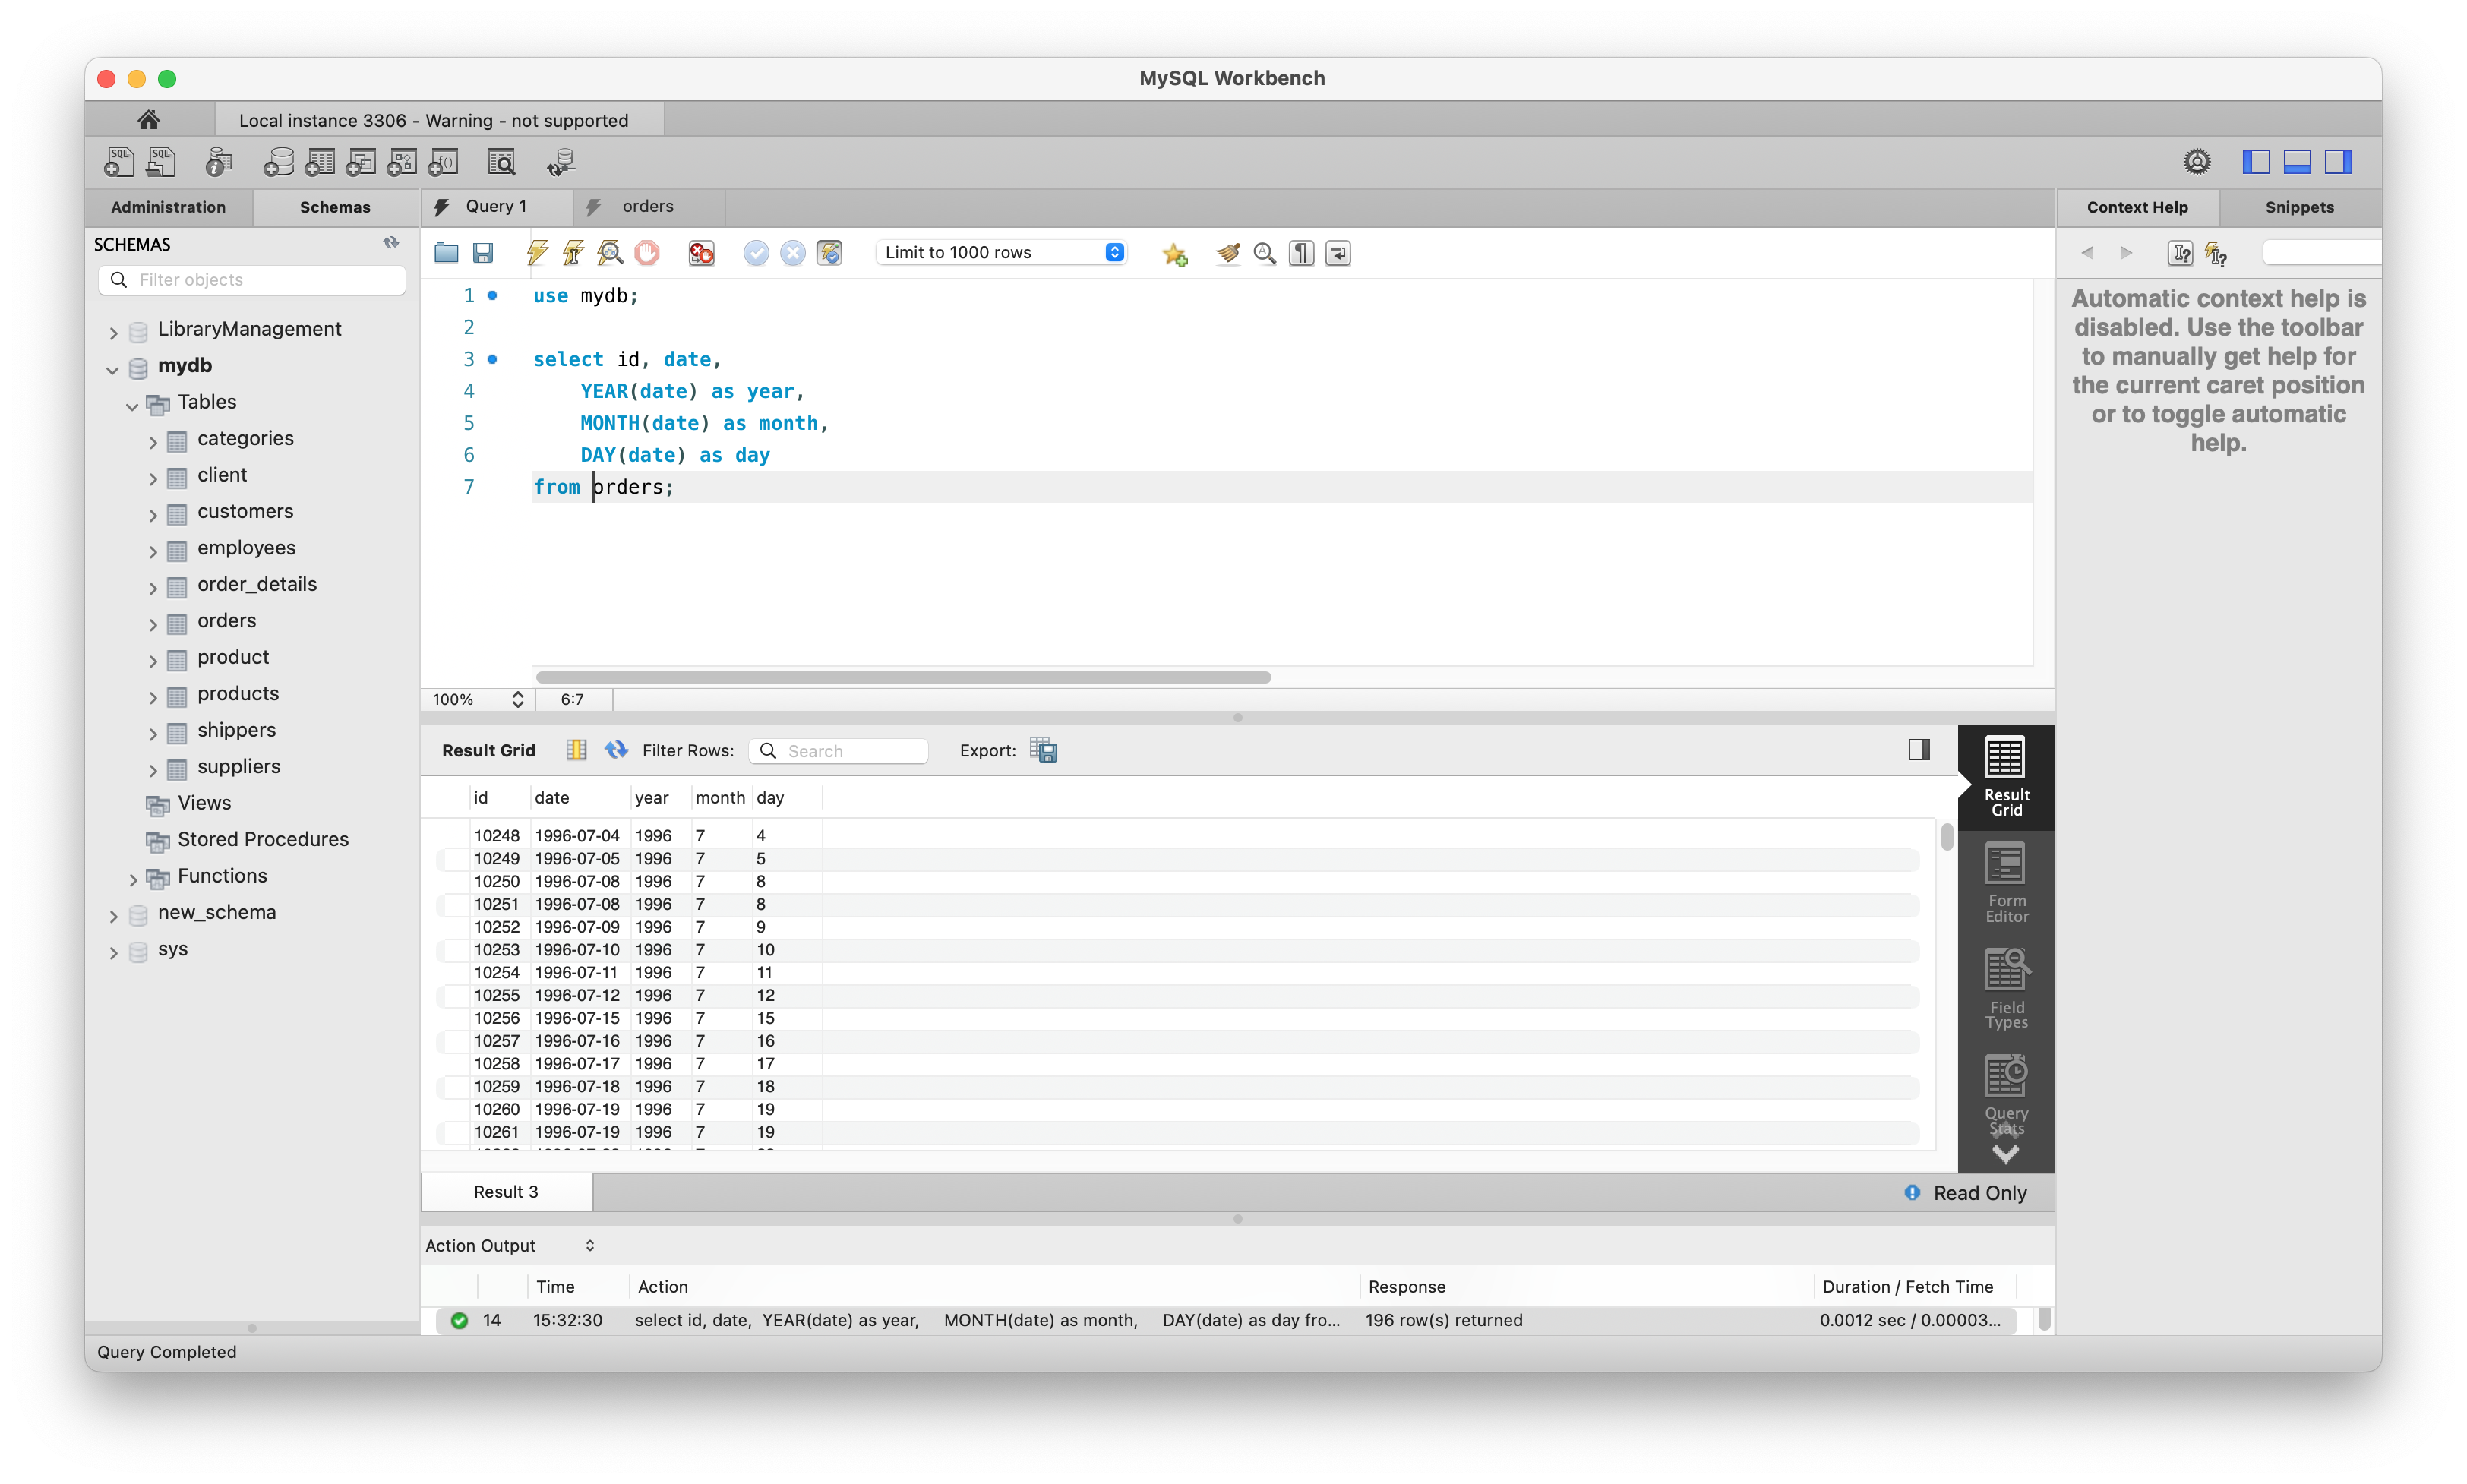 MySQL Workbench
Local instance 3306 - Warning - not supported
Administration
Schemas
SCHEMAS
Filter objects
LibraryManagement
mydb
Tables
categories
client
customers
employees
order_details
orders
product
products
shippers
suppliers
Views
Stored Procedures
Functions
new_schema
sys
Query 1
orders
Limit to 1000 rows
1 use mydb;
2
3 select id, date,
4 YEAR(date) as year,
5 MONTH(date) as month,
6 DAY(date) as day
7 from orders;
100%
6:7
Result Grid
Filter Rows:
Search
Export:
id date year month day
10248 1996-07-04 1996 7 4
10249 1996-07-05 1996 7 5
10250 1996-07-08 1996 7 8
10251 1996-07-08 1996 7 8
10252 1996-07-09 1996 7 9
10253 1996-07-10 1996 7 10
10254 1996-07-11 1996 7 11
10255 1996-07-12 1996 7 12
10256 1996-07-15 1996 7 15
10257 1996-07-16 1996 7 16
10258 1996-07-17 1996 7 17
10259 1996-07-18 1996 7 18
10260 1996-07-19 1996 7 19
10261 1996-07-19 1996 7 19
Result
Grid
Form
Editor
Field
Types
Query
Stats
Result 3
Read Only
Action Output
Time Action Response Duration / Fetch Time
14 15:32:30 select id, date, YEAR(date) as year, MONTH(date) as month, DAY(date) as day fro... 196 row(s) returned 0.0012 sec / 0.00003...
Query Completed
Context Help
Snippets
Automatic context help is
disabled. Use the toolbar
to manually get help for
the current caret position
or to toggle automatic
help.